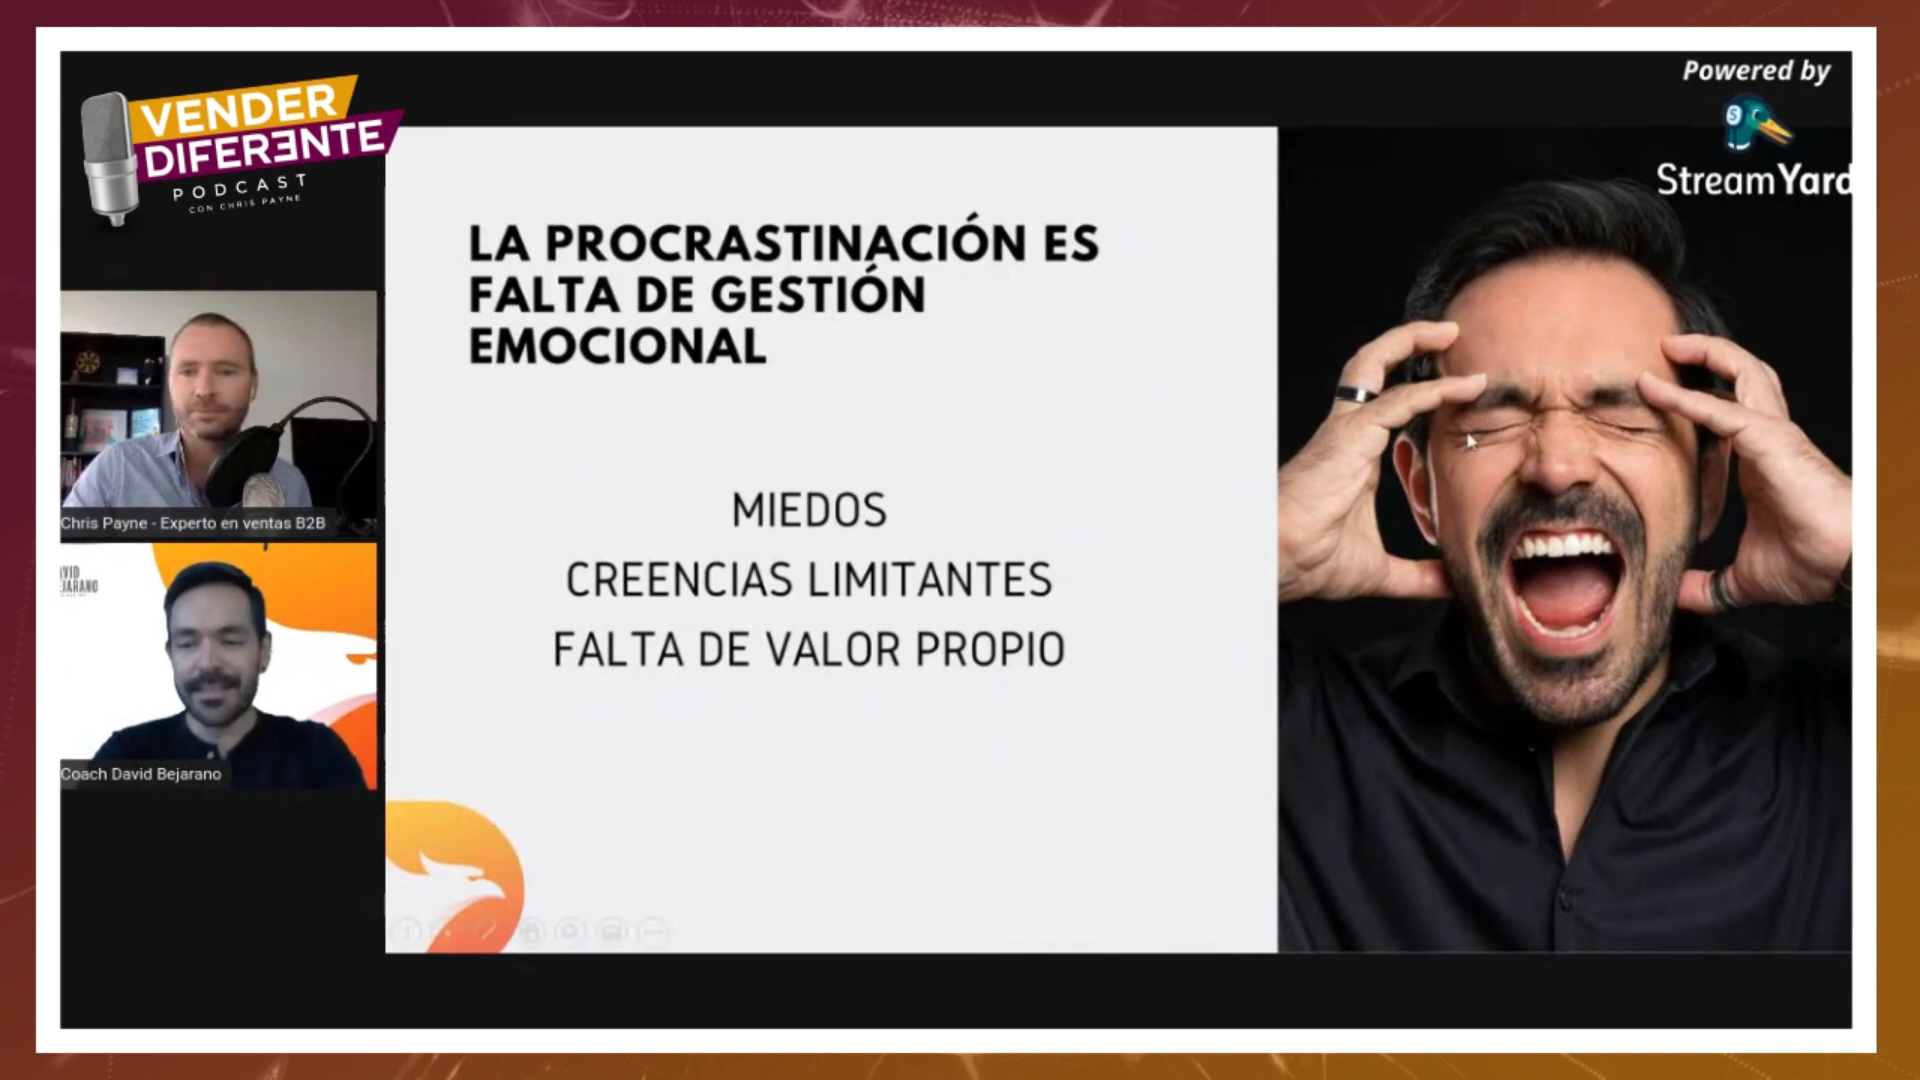 VENDER
DIFERƎNTE
PODCAST
CON CHRIS PAYNE
Powered by
StreamYard
LA PROCRASTINACIÓN ES
FALTA DE GESTIÓN
EMOCIONAL
MIEDOS
CREENCIAS LIMITANTES
FALTA DE VALOR PROPIO
Chris Payne - Experto en ventas B2B
Coach David Bejarano